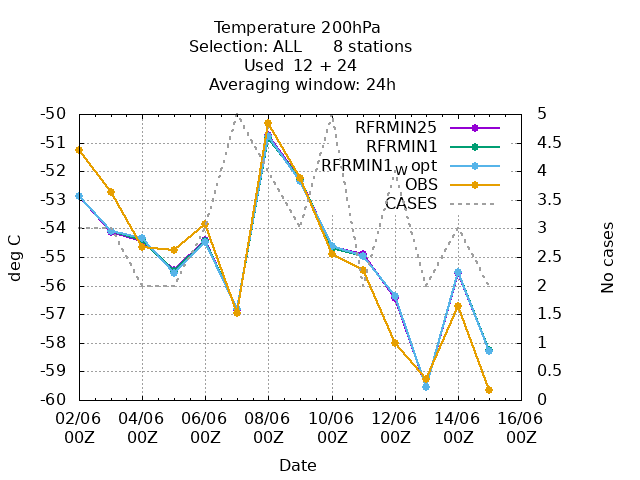 Temperature 200hPa
Selection: ALL 8 stations
Used 12 + 24
Averaging window: 24h
-50
-51
-52
-53
-54
-55
-56
-57
-58
-59
-60
deg C
5
4.5
4
3.5
3
2.5
2
1.5
1
0.5
0
No cases
RFRMIN25
RFRMIN1
RFRMIN1w opt
OBS
CASES
02/06 04/06 06/06 08/06 10/06 12/06 14/06 16/06
00Z 00Z 00Z 00Z 00Z 00Z 00Z 00Z
Date